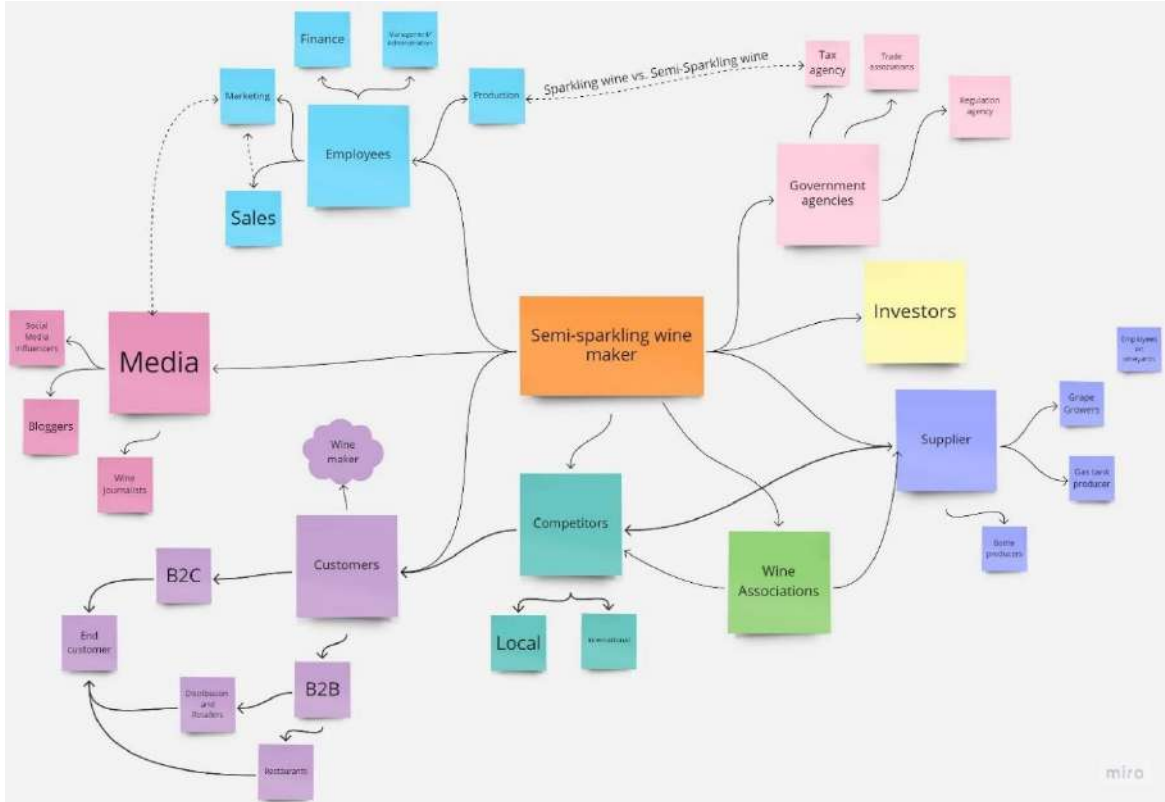 Finance
Management/
Administration
Marketing
Production
Employees
Sales
Sparkling wine vs. Semi-Sparkling wine
Tax
agency
Trade
associations
Regulation
agency
Government
agencies
Semi-sparkling wine
maker
Investors
Social
Media
influencers
Media
Bloggers
Wine
journalists
Employees
vineyards
Grape
Growers
Supplier
Gas tank
producer
Bottle
producers
Wine
maker
Competitors
Wine
Associations
Local
International
Customers
B2C
End
customer
B2B
Distribution
and
Retailers
Restaurants
miro